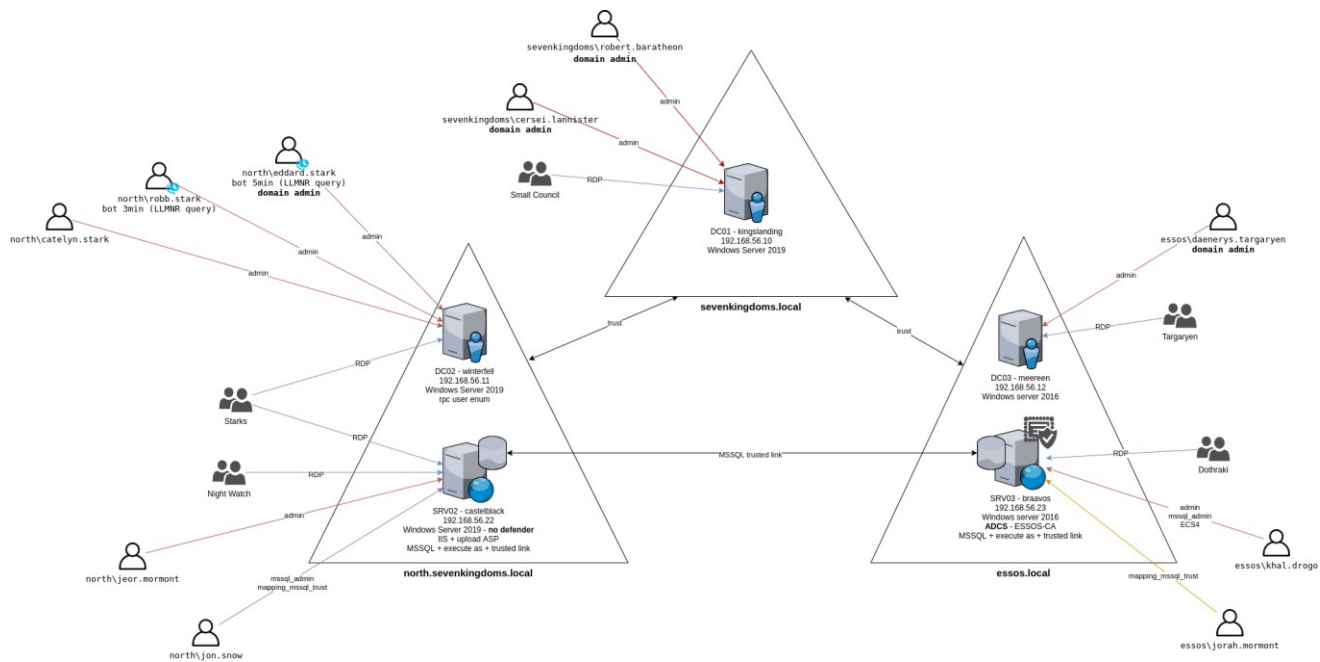 sevenkingdoms\robert.baratheon
domain admin
admin
sevenkingdoms\cersei.lannister
domain admin
admin
Small Council
RDP
DC01 - kingslanding
192.168.56.10
Windows Server 2019
sevenkingdoms.local
trust
trust
north\eddard.stark
bot 5min (LLMNR query)
domain admin
admin
north\robb.stark
bot 3min (LLMNR query)
admin
north\catelyn.stark
admin
DC02 - winterfell
192.168.56.11
Windows Server 2019
rpc user enum
RDP
Starks
RDP
Night Watch
RDP
SRV02 - castelblack
192.168.56.22
Windows Server 2019 - no defender
IIS + upload ASP
MSSQL + execute as + trusted link
north.sevenkingdoms.local
admin
north\jeor.mormont
mssql_admin
mapping_mssql_trust
north\jon.snow
MSSQL trusted link
essos\daenerys.targaryen
domain admin
admin
RDP
Targaryen
DC03 - meereen
192.168.56.12
Windows server 2016
RDP
Dothraki
SRV03 - braavos
192.168.56.23
Windows server 2016
ADCS - ESSOS-CA
MSSQL + execute as + trusted link
essos.local
admin
mssql_admin
ECS4
essos\khal.drogo
mapping_mssql_trust
essos\jorah.mormont